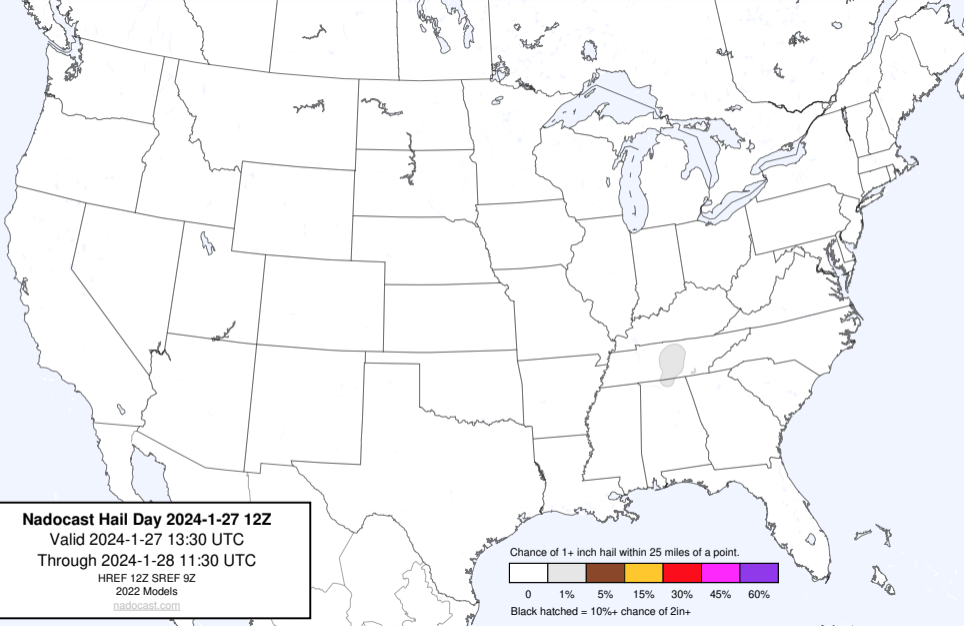 Nadocast Hail Day 2024-1-27 12Z
Valid 2024-1-27 13:30 UTC
Through 2024-1-28 11:30 UTC
HREF 12Z SREF 9Z
2022 Models
nadocast.com
Chance of 1+ inch hail within 25 miles of a point.
0 1% 5% 15% 30% 45% 60%
Black hatched = 10%+ chance of 2in+